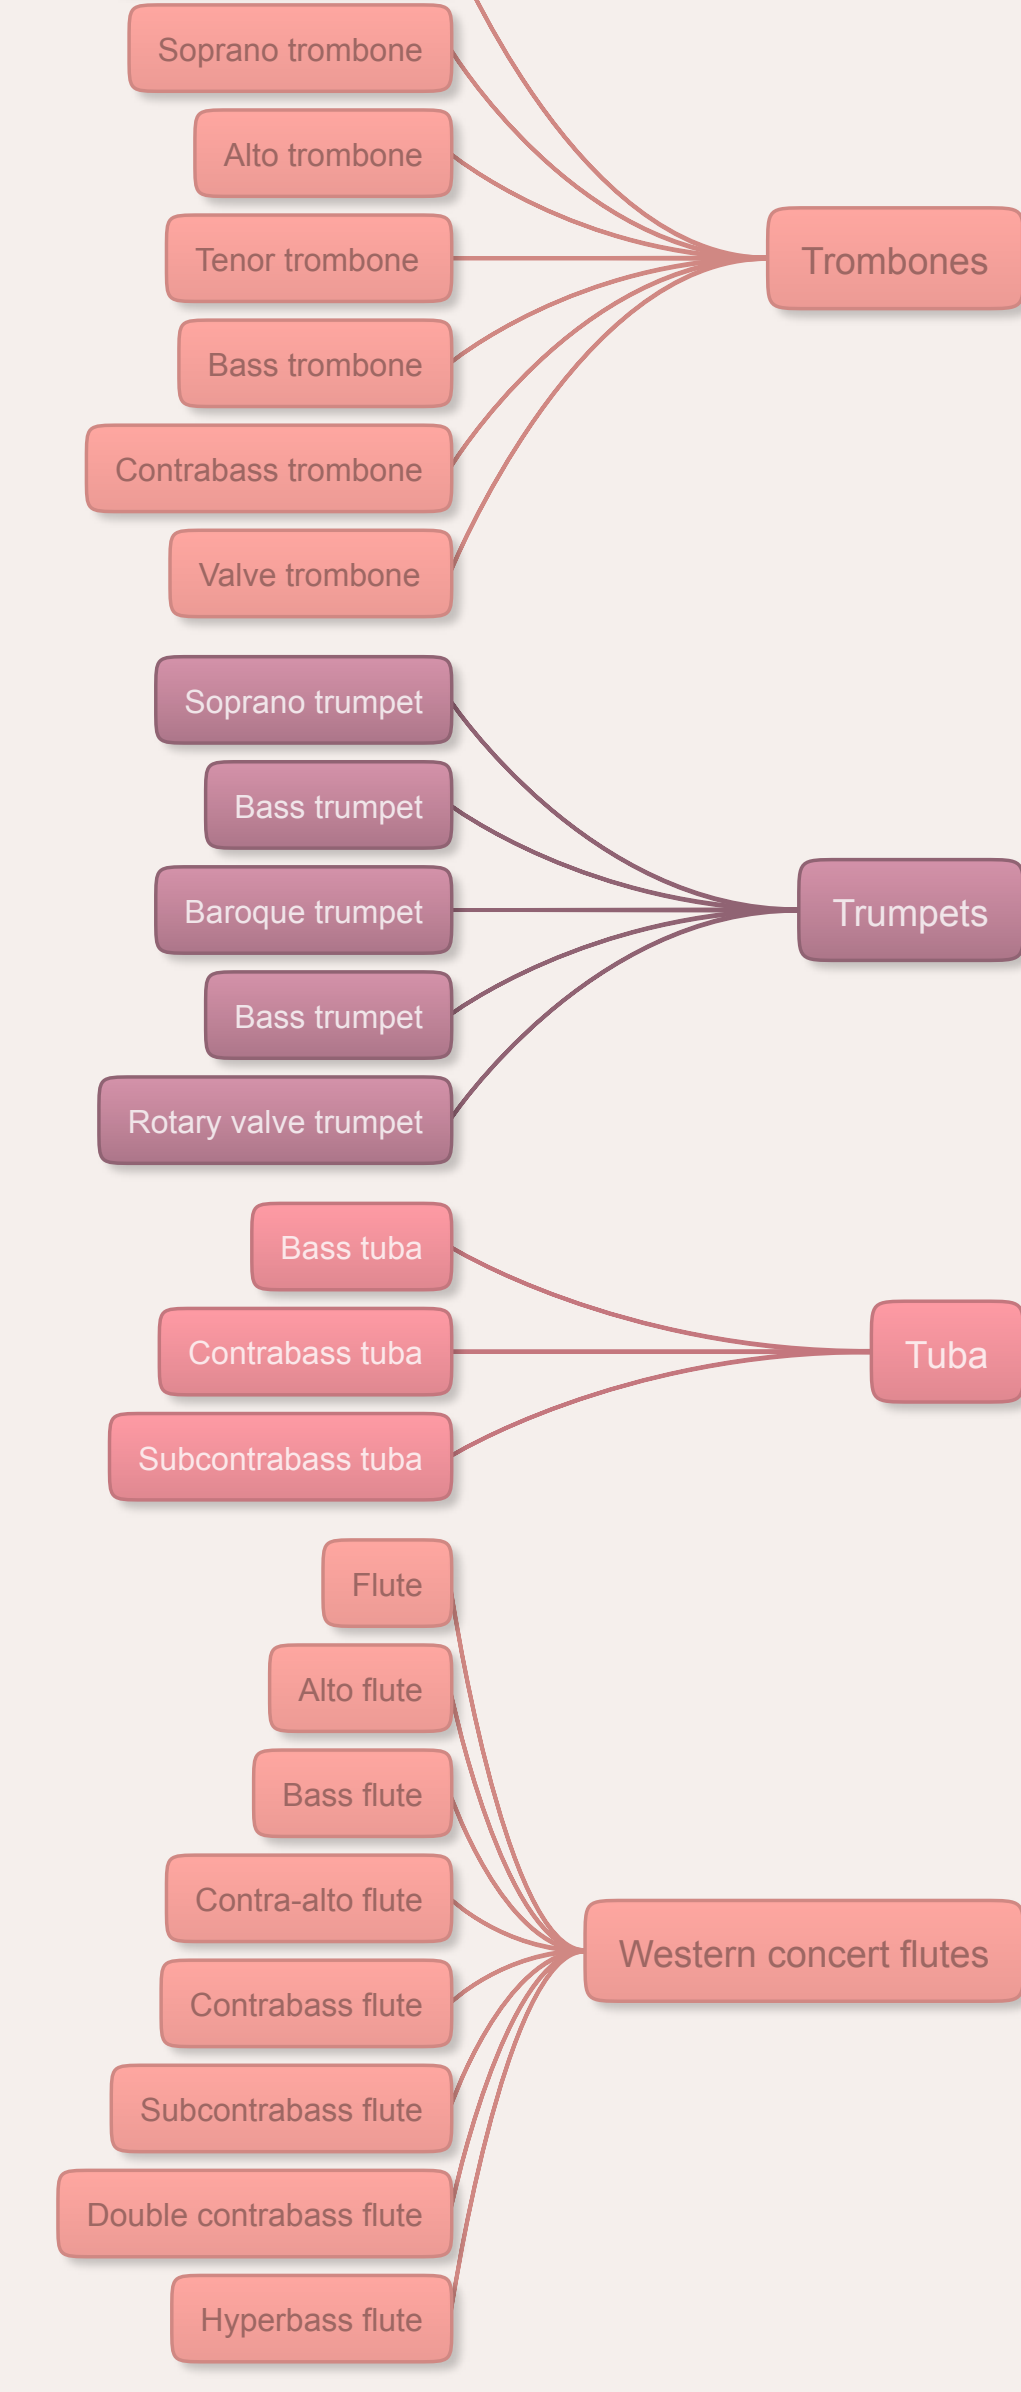 Soprano trombone
Alto trombone
Tenor trombone
Bass trombone
Contrabass trombone
Valve trombone
Trombones
Soprano trumpet
Bass trumpet
Baroque trumpet
Bass trumpet
Rotary valve trumpet
Trumpets
Bass tuba
Contrabass tuba
Subcontrabass tuba
Tuba
Flute
Alto flute
Bass flute
Contra-alto flute
Contrabass flute
Subcontrabass flute
Double contrabass flute
Hyperbass flute
Western concert flutes